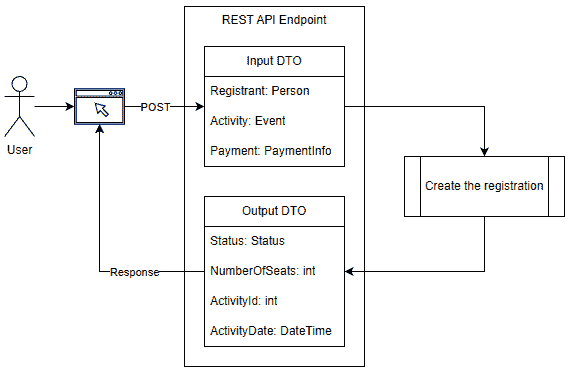 REST API Endpoint
Input DTO
Registrant: Person
Activity: Event
Payment: PaymentInfo
POST
User
Create the registration
Output DTO
Status: Status
NumberOfSeats: int
ActivityId: int
ActivityDate: DateTime
Response